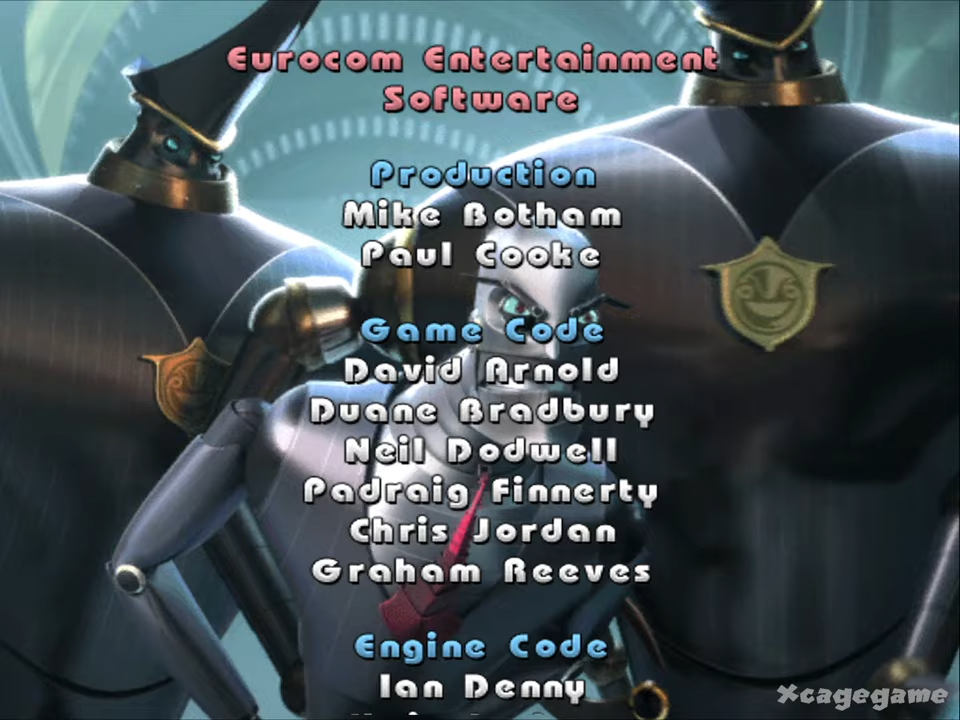 Eurocom Entertainment
Software
Production
Mike Botham
Paul Cooke
Game Code
David Arnold
Duane Bradbury
Neil Dodwell
Padraig Finnerty
Chris Jordan
Graham Reeves
Engine Code
Ian Denny
Xcagegame